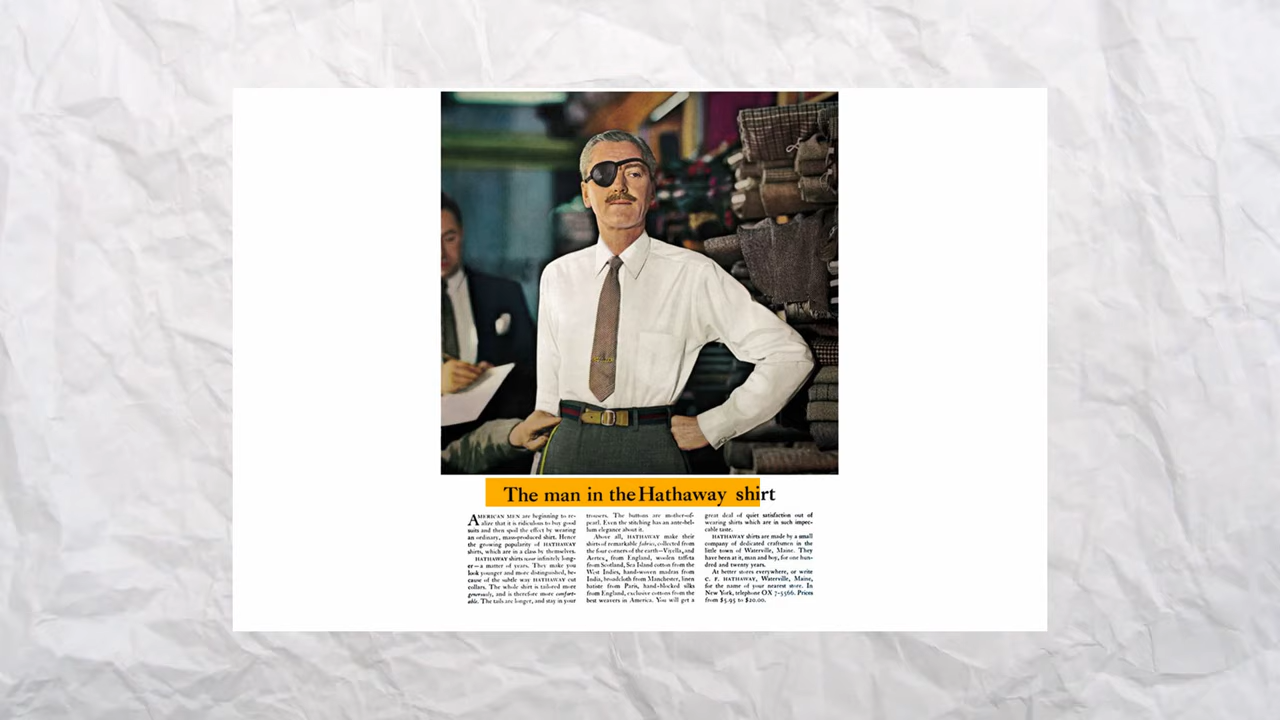 The man in the Hathaway shirt
AMERICAN MEN are beginning to re-
alize that it is ridiculous to buy good
suits and then spoil the effect by wearing
an ordinary, mass-produced shirt. Hence
the growing popularity of HATHAWAY
shirts, which are in a class by themselves.
HATHAWAY shirts wear infinitely long-
er—a matter of years. They make you
look younger and more distinguished, be-
cause of the subtle way HATHAWAY cut
collars. The whole shirt is tailored more
generously, and is therefore more comfort-
able. The tails are longer, and stay in your
trousers. The buttons are mother-of-
pearl. Even the stitching has an ante-bel-
lum elegance about it.
Above all, HATHAWAY make their
shirts of remarkable fabrics, collected from
the four corners of the earth—Viyella, and
Aertex, from England, woolen taffeta
from Scotland, Sea Island cotton from the
West Indies, hand-woven madras from
India, broadcloth from Manchester, linen
batiste from Paris, hand-blocked silks
from England, exclusive cottons from the
best weavers in America. You will get a
great deal of quiet satisfaction out of
wearing shirts which are in such impec-
cable taste.
HATHAWAY shirts are made by a small
company of dedicated craftsmen in the
little town of Waterville, Maine. They
have been at it, man and boy, for one hun-
dred and twenty years.
At better stores everywhere, or write
C. F. HATHAWAY, Waterville, Maine,
for the name of your nearest store. In
New York, telephone OX 7-5566. Prices
from $5.95 to $20.00.